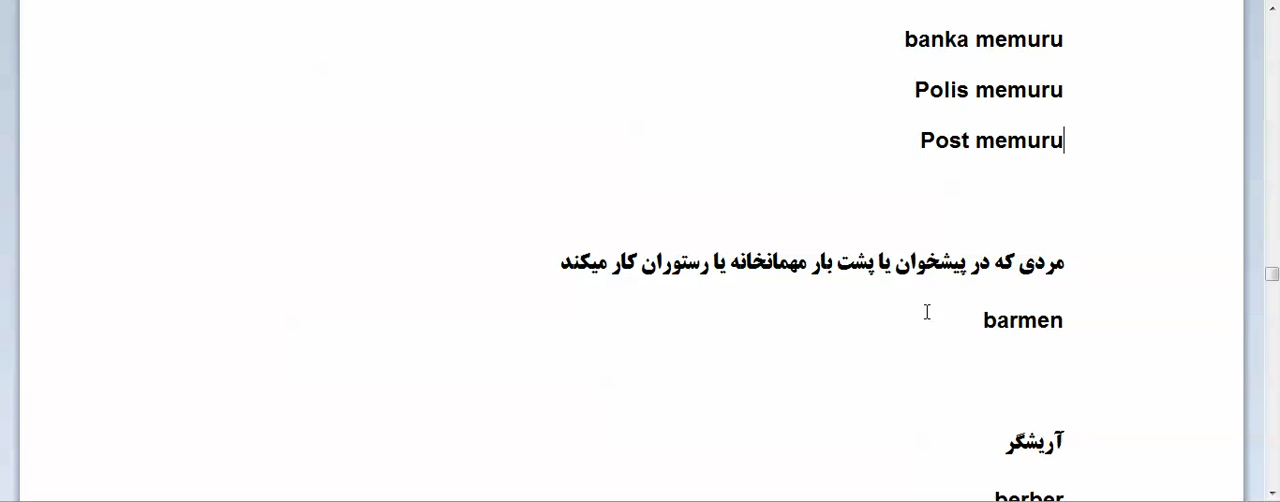 banka memuru
Polis memuru
Post memuru
مردی که در پیشخوان یا پشت بار مهمانخانه یا رستوران کار میکند
barmen
آریشگر
berber